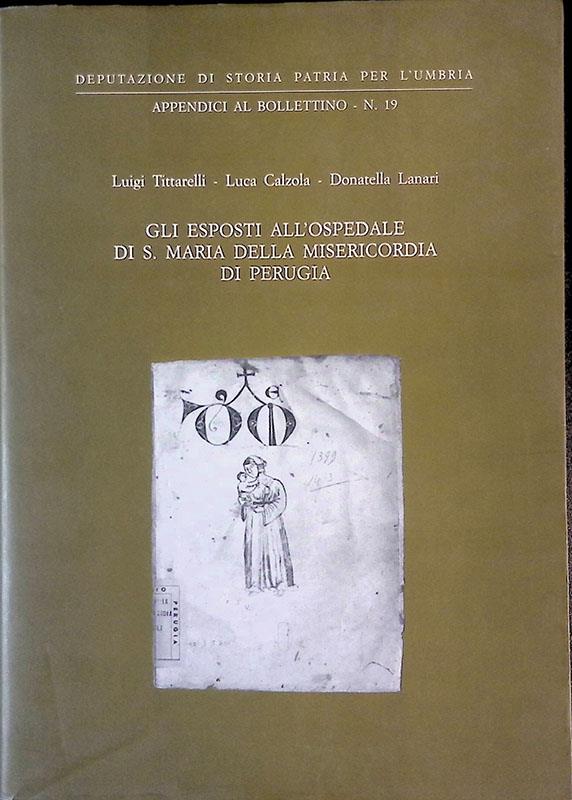 DEPUTAZIONE DI STORIA PATRIA PER L'UMBRIA
APPENDICI AL BOLLETTINO - N. 19
Luigi Tittarelli - Luca Calzola - Donatella Lanari
GLI ESPOSTI ALL'OSPEDALE
DI S. MARIA DELLA MISERICORDIA
DI PERUGIA
1399
PERUGIA